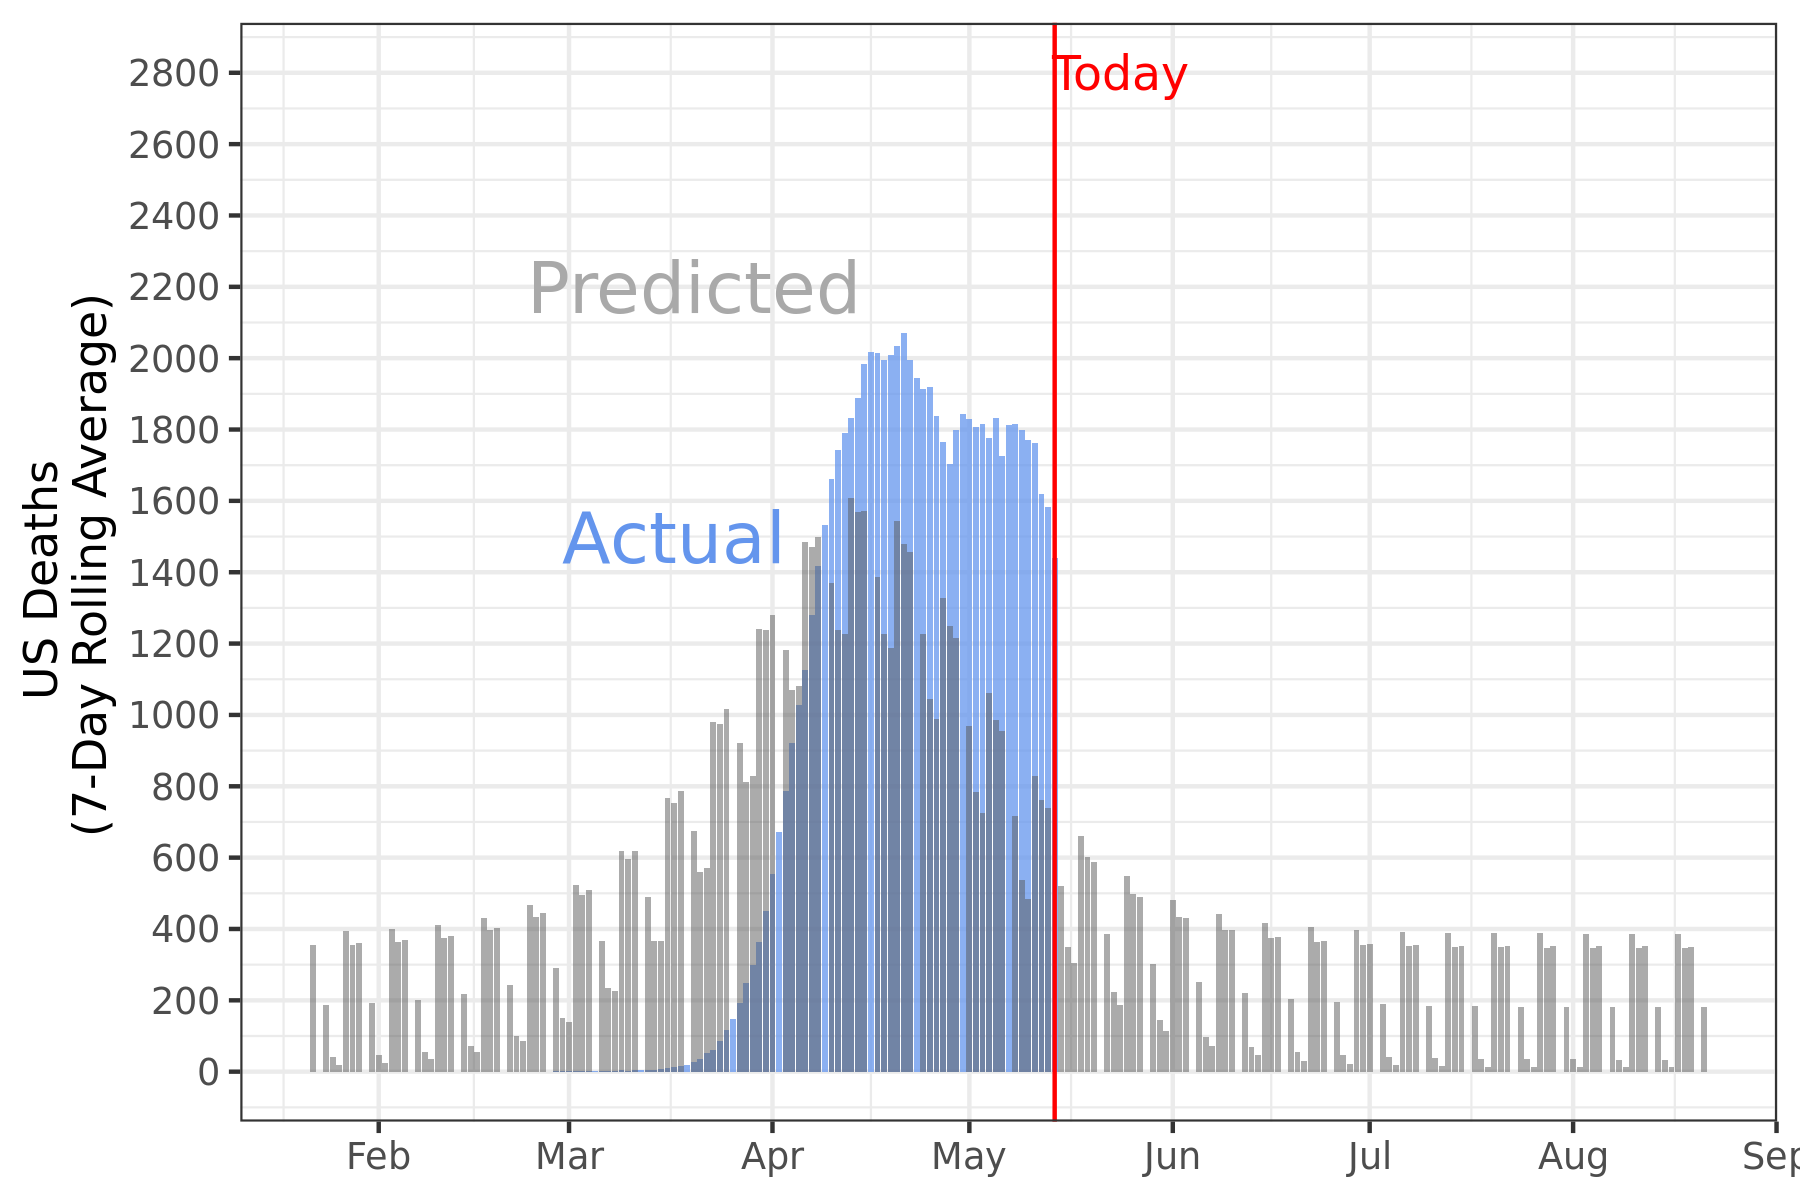 US Deaths
(7-Day Rolling Average)
2800
2600
2400
2200
2000
1800
1600
1400
1200
1000
800
600
400
200
0
Today
Predicted
Actual
Feb Mar Apr May Jun Jul Aug Sep